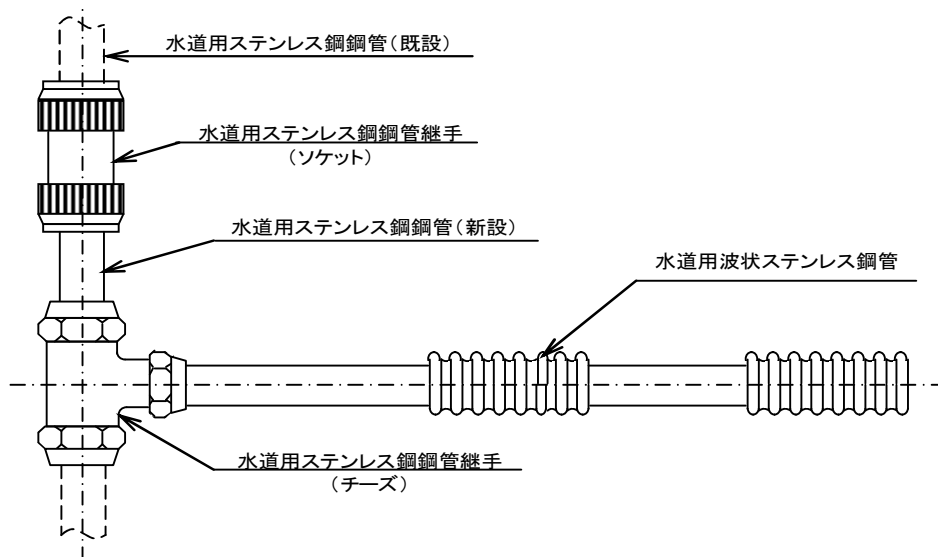 水道用ステンレス鋼鋼管(既設)
水道用ステンレス鋼鋼管継手
(ソケット)
水道用ステンレス鋼鋼管(新設)
水道用波状ステンレス鋼管
水道用ステンレス鋼鋼管継手
(チーズ)